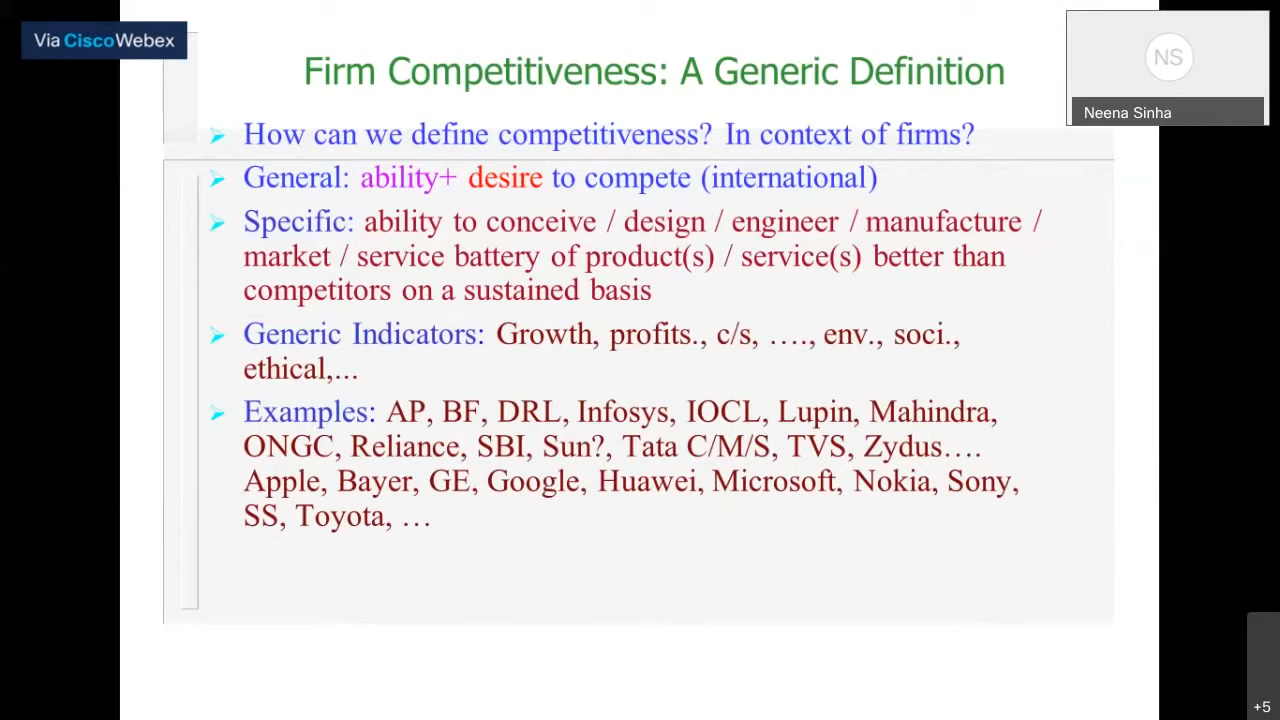 Via CiscoWebex
Firm Competitiveness: A Generic Definition
NS
Neena Sinha
How can we define competitiveness? In context of firms?
General: ability+ desire to compete (international)
Specific: ability to conceive / design / engineer / manufacture /
market / service battery of product(s) / service(s) better than
competitors on a sustained basis
Generic Indicators: Growth, profits., c/s, …., env., soci.,
ethical,...
Examples: AP, BF, DRL, Infosys, IOCL, Lupin, Mahindra,
ONGC, Reliance, SBI, Sun?, Tata C/M/S, TVS, Zydus….
Apple, Bayer, GE, Google, Huawei, Microsoft, Nokia, Sony,
SS, Toyota, …
+5